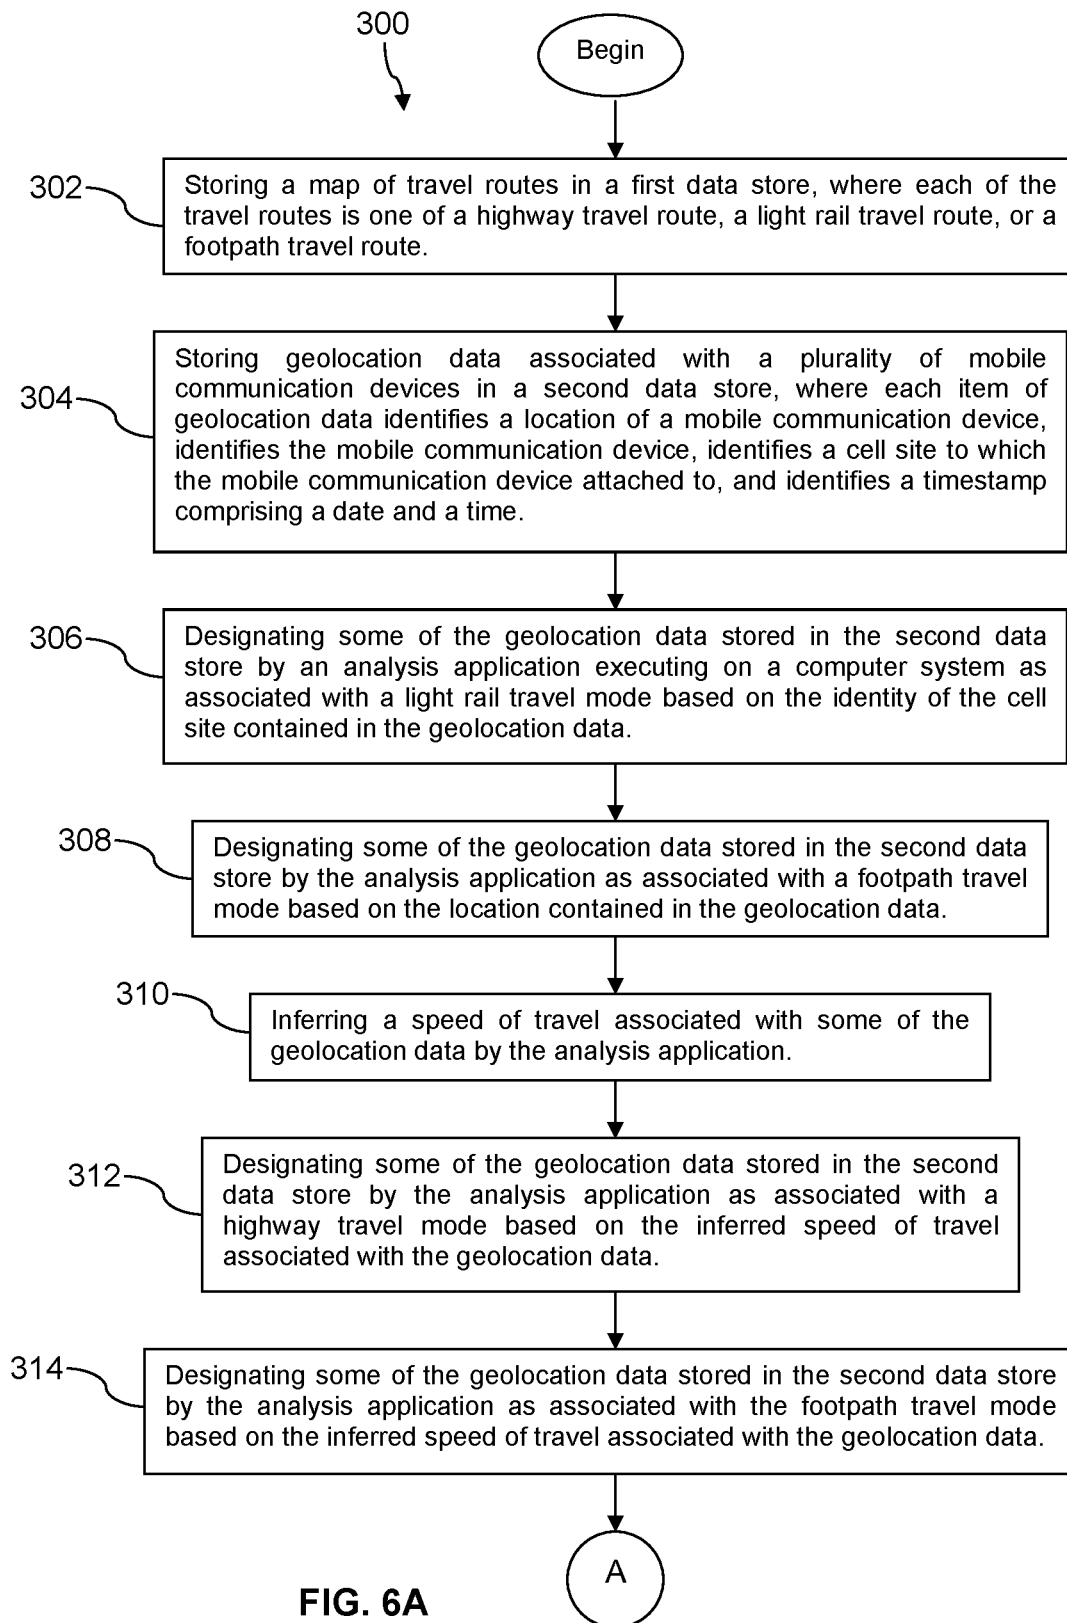 300
Begin
302
Storing a map of travel routes in a first data store, where each of the
travel routes is one of a highway travel route, a light rail travel route, or a
footpath travel route.
304
Storing geolocation data associated with a plurality of mobile
communication devices in a second data store, where each item of
geolocation data identifies a location of a mobile communication device,
identifies the mobile communication device, identifies a cell site to which
the mobile communication device attached to, and identifies a timestamp
comprising a date and a time.
306
Designating some of the geolocation data stored in the second data
store by an analysis application executing on a computer system as
associated with a light rail travel mode based on the identity of the cell
site contained in the geolocation data.
308
Designating some of the geolocation data stored in the second data
store by the analysis application as associated with a footpath travel
mode based on the location contained in the geolocation data.
310
Inferring a speed of travel associated with some of the
geolocation data by the analysis application.
312
Designating some of the geolocation data stored in the second
data store by the analysis application as associated with a
highway travel mode based on the inferred speed of travel
associated with the geolocation data.
314
Designating some of the geolocation data stored in the second data store
by the analysis application as associated with the footpath travel mode
based on the inferred speed of travel associated with the geolocation data.
A
FIG. 6A